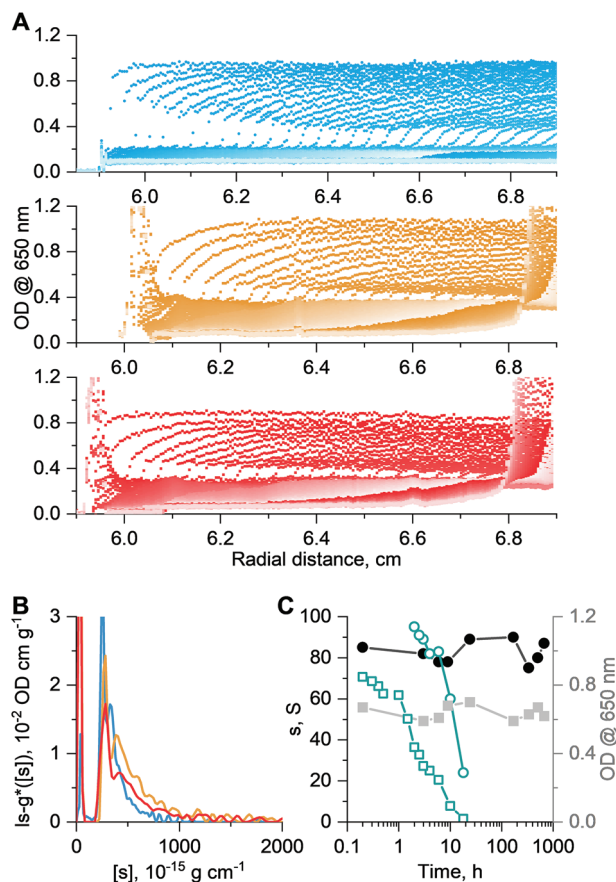 A
1.2
0.8
0.4
0.0
6.0 6.2 6.4 6.6 6.8
1.2
0.8
0.4
0.0
6.0 6.2 6.4 6.6 6.8
1.2
0.8
0.4
0.0
6.0 6.2 6.4 6.6 6.8
OD @ 650 nm
Radial distance, cm
B
3
2
1
0
0 1000 2000
ls-g*([s]), 10⁻² OD cm g⁻¹
[s], 10⁻¹⁵ g cm⁻¹
C
100
80
60
40
20
0
s, S
0.1 1 10 100 1000
Time, h
1.2
0.9
0.6
0.3
0.0
OD @ 650 nm